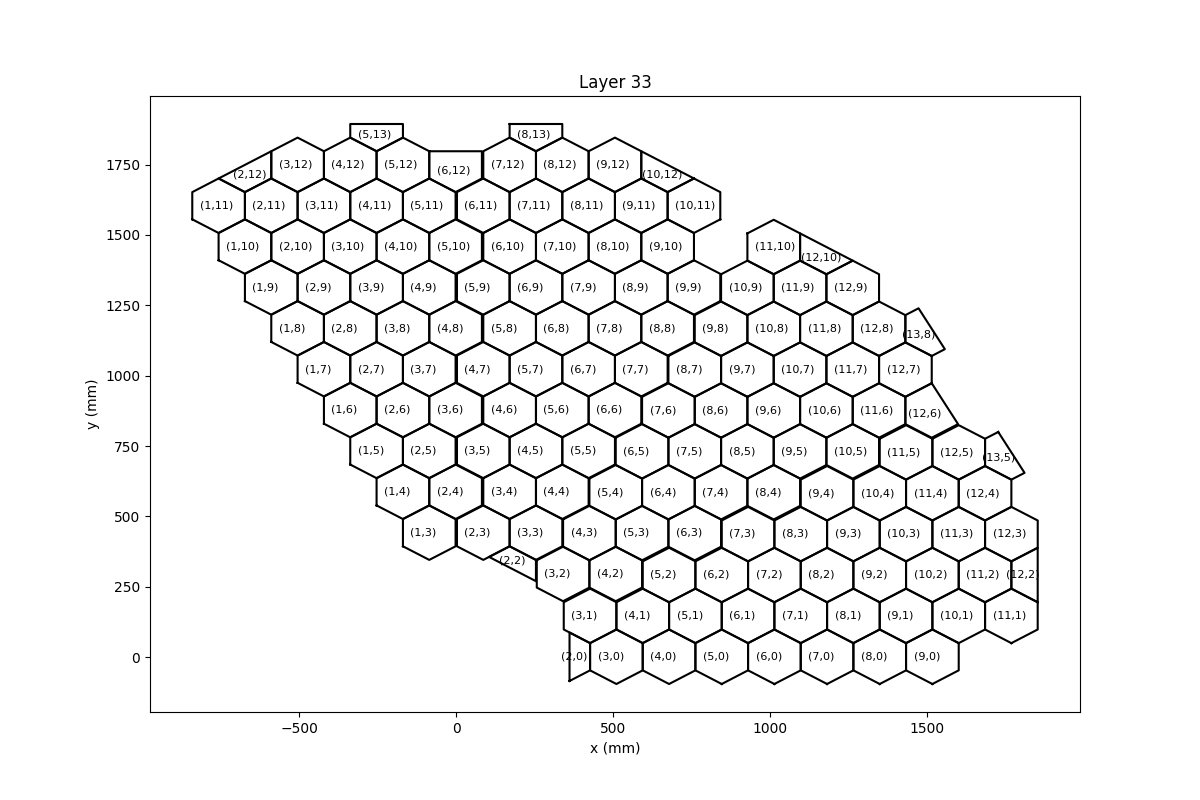 Layer 33
(5,13) (8,13)
(2,12) (3,12) (4,12) (5,12) (6,12) (7,12) (8,12) (9,12) (10,12)
(1,11) (2,11) (3,11) (4,11) (5,11) (6,11) (7,11) (8,11) (9,11) (10,11)
(1,10) (2,10) (3,10) (4,10) (5,10) (6,10) (7,10) (8,10) (9,10) (11,10) (12,10)
(1,9) (2,9) (3,9) (4,9) (5,9) (6,9) (7,9) (8,9) (9,9) (10,9) (11,9) (12,9)
(1,8) (2,8) (3,8) (4,8) (5,8) (6,8) (7,8) (8,8) (9,8) (10,8) (11,8) (12,8) (13,8)
(1,7) (2,7) (3,7) (4,7) (5,7) (6,7) (7,7) (8,7) (9,7) (10,7) (11,7) (12,7)
(1,6) (2,6) (3,6) (4,6) (5,6) (6,6) (7,6) (8,6) (9,6) (10,6) (11,6) (12,6)
(1,5) (2,5) (3,5) (4,5) (5,5) (6,5) (7,5) (8,5) (9,5) (10,5) (11,5) (12,5) (13,5)
(1,4) (2,4) (3,4) (4,4) (5,4) (6,4) (7,4) (8,4) (9,4) (10,4) (11,4) (12,4)
(1,3) (2,3) (3,3) (4,3) (5,3) (6,3) (7,3) (8,3) (9,3) (10,3) (11,3) (12,3)
(2,2) (3,2) (4,2) (5,2) (6,2) (7,2) (8,2) (9,2) (10,2) (11,2) (12,2)
(3,1) (4,1) (5,1) (6,1) (7,1) (8,1) (9,1) (10,1) (11,1)
(2,0) (3,0) (4,0) (5,0) (6,0) (7,0) (8,0) (9,0)
1750
1500
1250
1000
750
500
250
0
y (mm)
−500 0 500 1000 1500
x (mm)